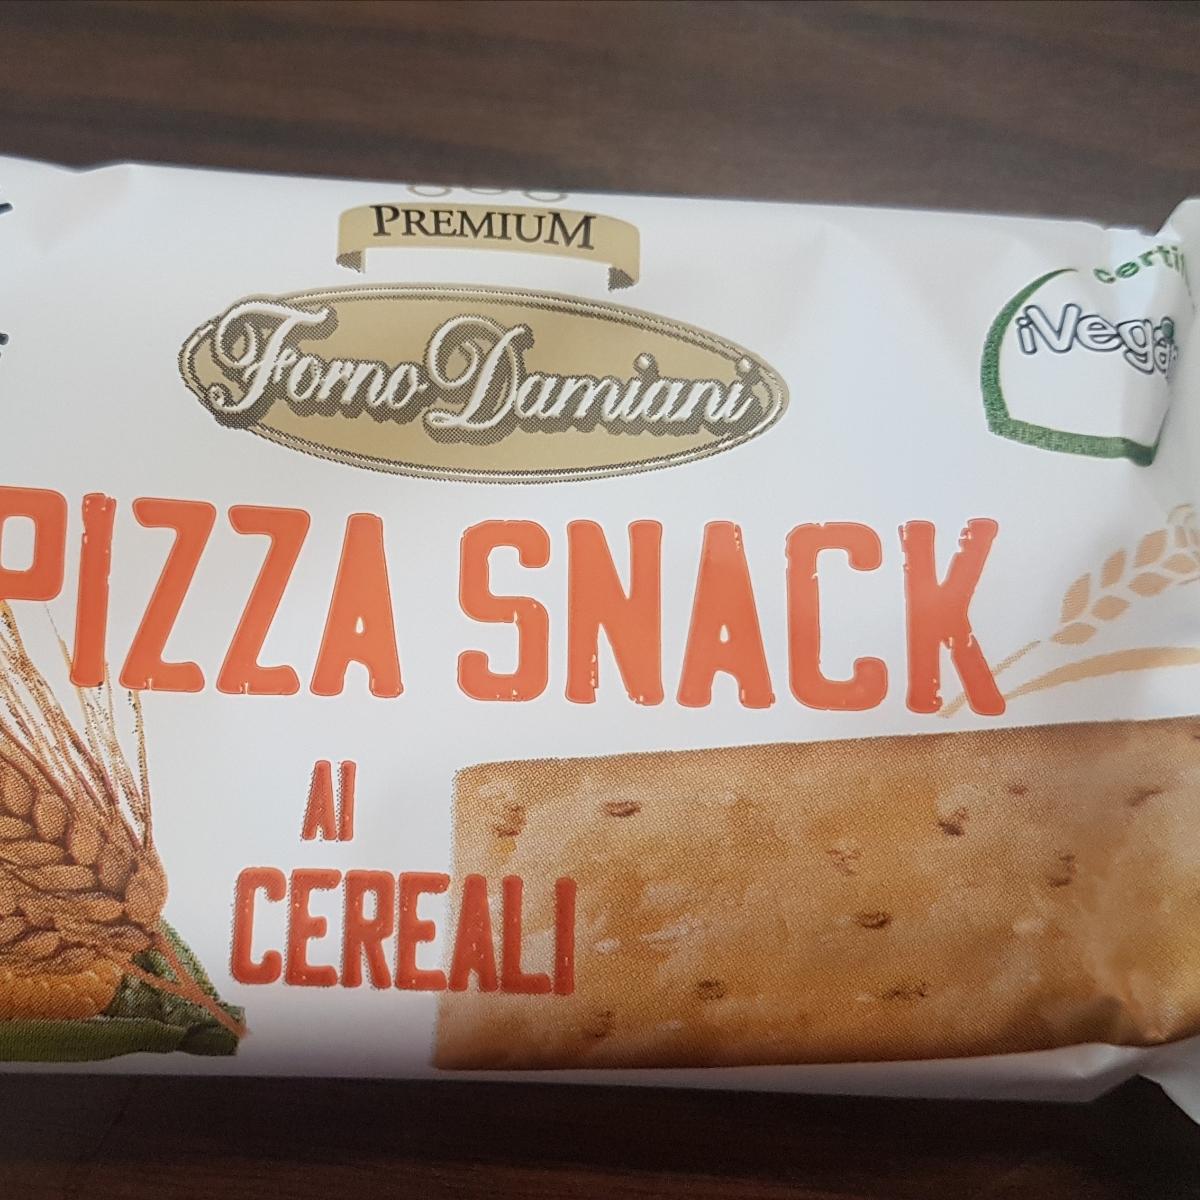 PREMIUM
Forno Damiani
PIZZA SNACK
AI
CEREALI